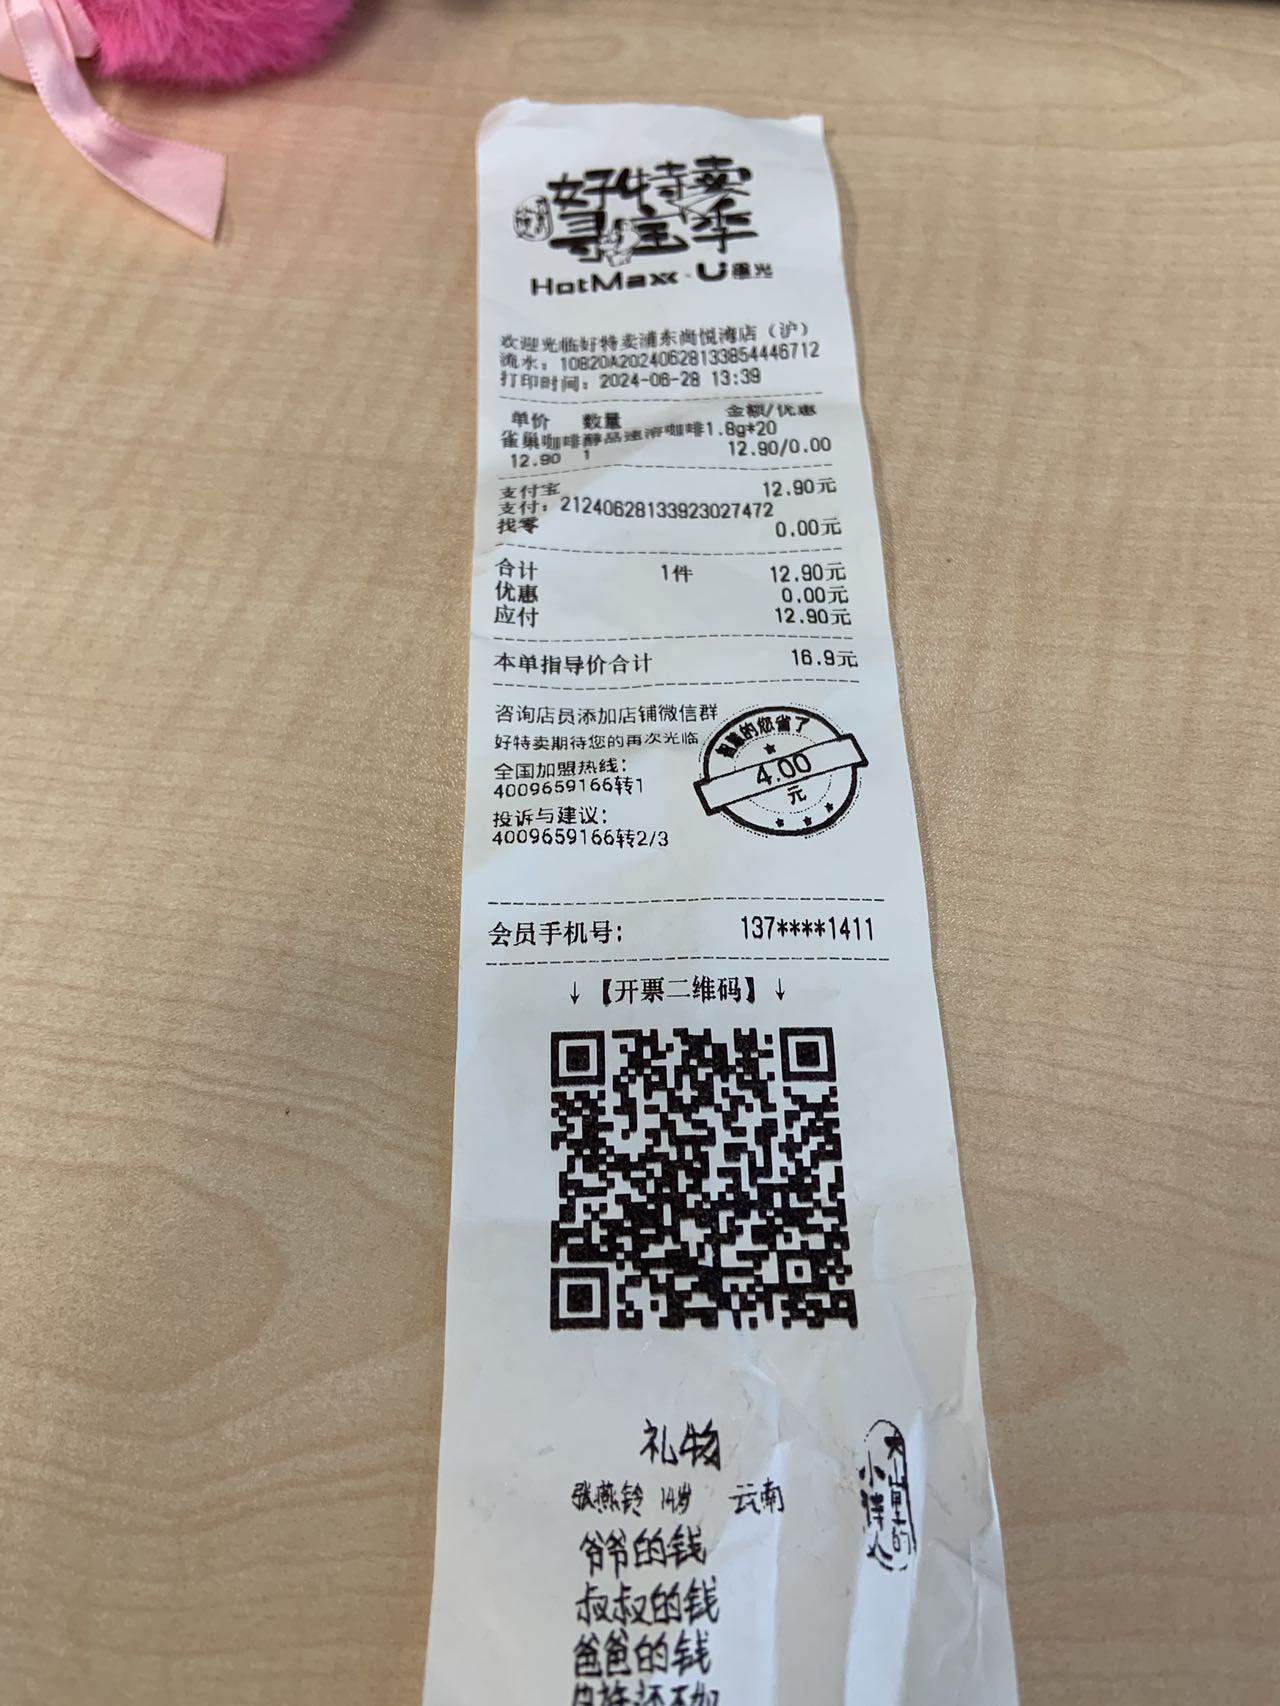 好特卖
寻宝季
HotMaxx · U
欢迎光临好特卖浦东尚悦湾店（沪）
流水：10820A20240628133854446712
打印时间：2024-06-28 13:39
单价 数量 金额/优惠
雀巢咖啡醇品速溶咖啡1.8g*20
12.90 1 12.90/0.00
支付宝 12.90元
支付：21240628133923027472
找零 0.00元
合计 1件 12.90元
优惠 0.00元
应付 12.90元
本单指导价合计 16.9元
咨询店员添加店铺微信群
好特卖期待您的再次光临
全国加盟热线：
4009659166转1
投诉与建议：
4009659166转2/3
智慧的您省了
4.00
元
会员手机号： 137****1411
↓【开票二维码】↓
礼物
张燕铃 14岁 云南
大山里的
小诗人
爷爷的钱
叔叔的钱
爸爸的钱